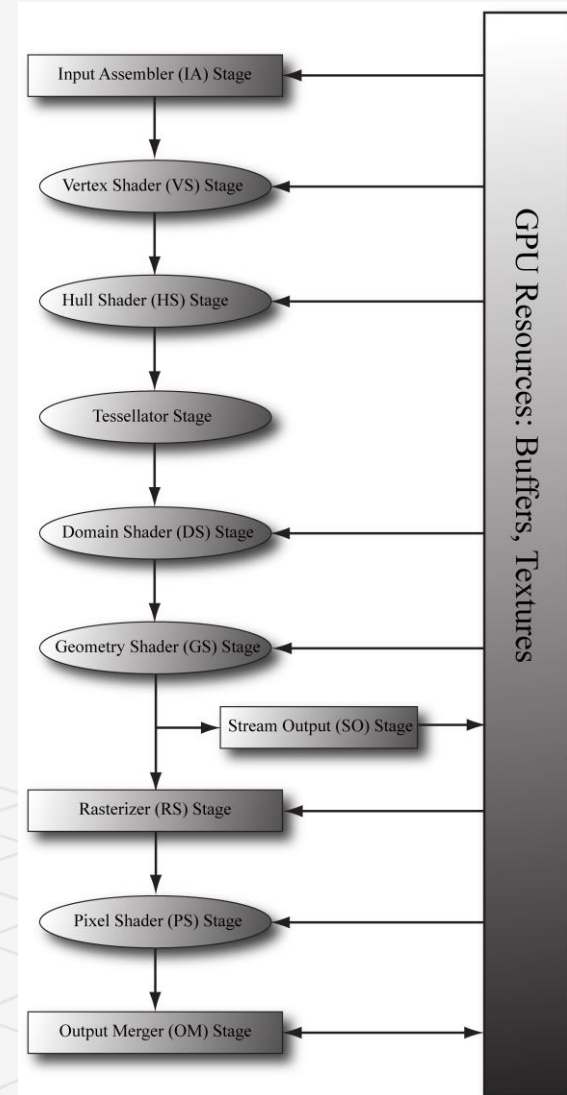 Input Assembler (IA) Stage
Vertex Shader (VS) Stage
Hull Shader (HS) Stage
Tessellator Stage
Domain Shader (DS) Stage
Geometry Shader (GS) Stage
Stream Output (SO) Stage
Rasterizer (RS) Stage
Pixel Shader (PS) Stage
Output Merger (OM) Stage
GPU Resources: Buffers, Textures